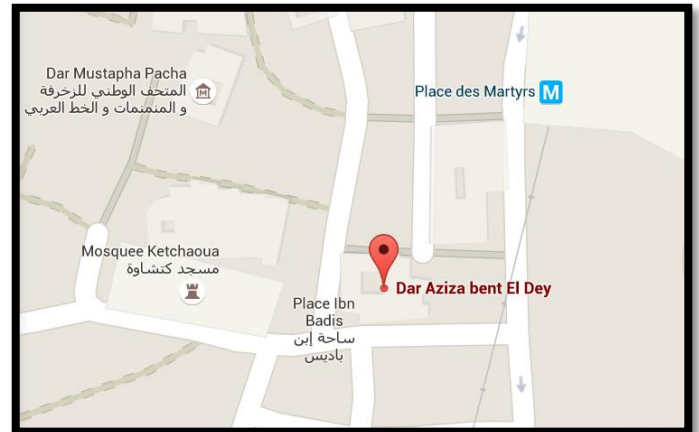 Dar Mustapha Pacha
المتحف الوطني للزخرفة
و المنمنمات و الخط العربي
Place des Martyrs M
Mosquee Ketchaoua
مسجد كتشاوة
Dar Aziza bent El Dey
Place Ibn
Badis
ساحة إبن
باديس